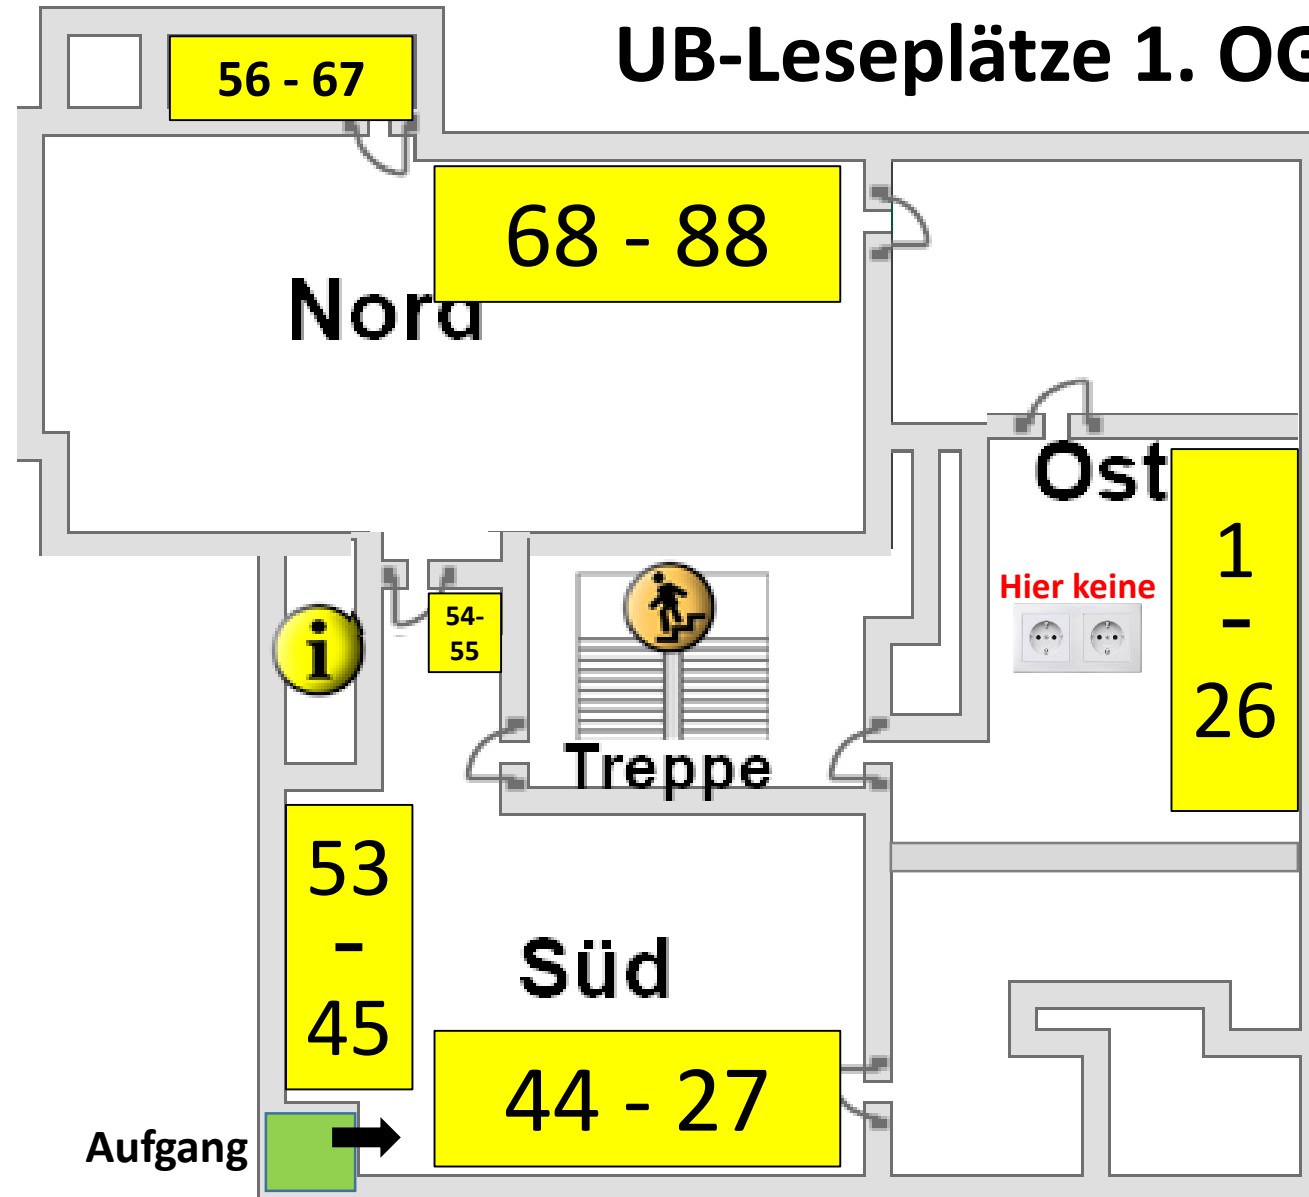 UB-Leseplätze 1. OG
56 - 67
68 - 88
Nord
Ost
1
-
26
Hier keine
i
54-
55
Treppe
53
-
45
Süd
44 - 27
Aufgang